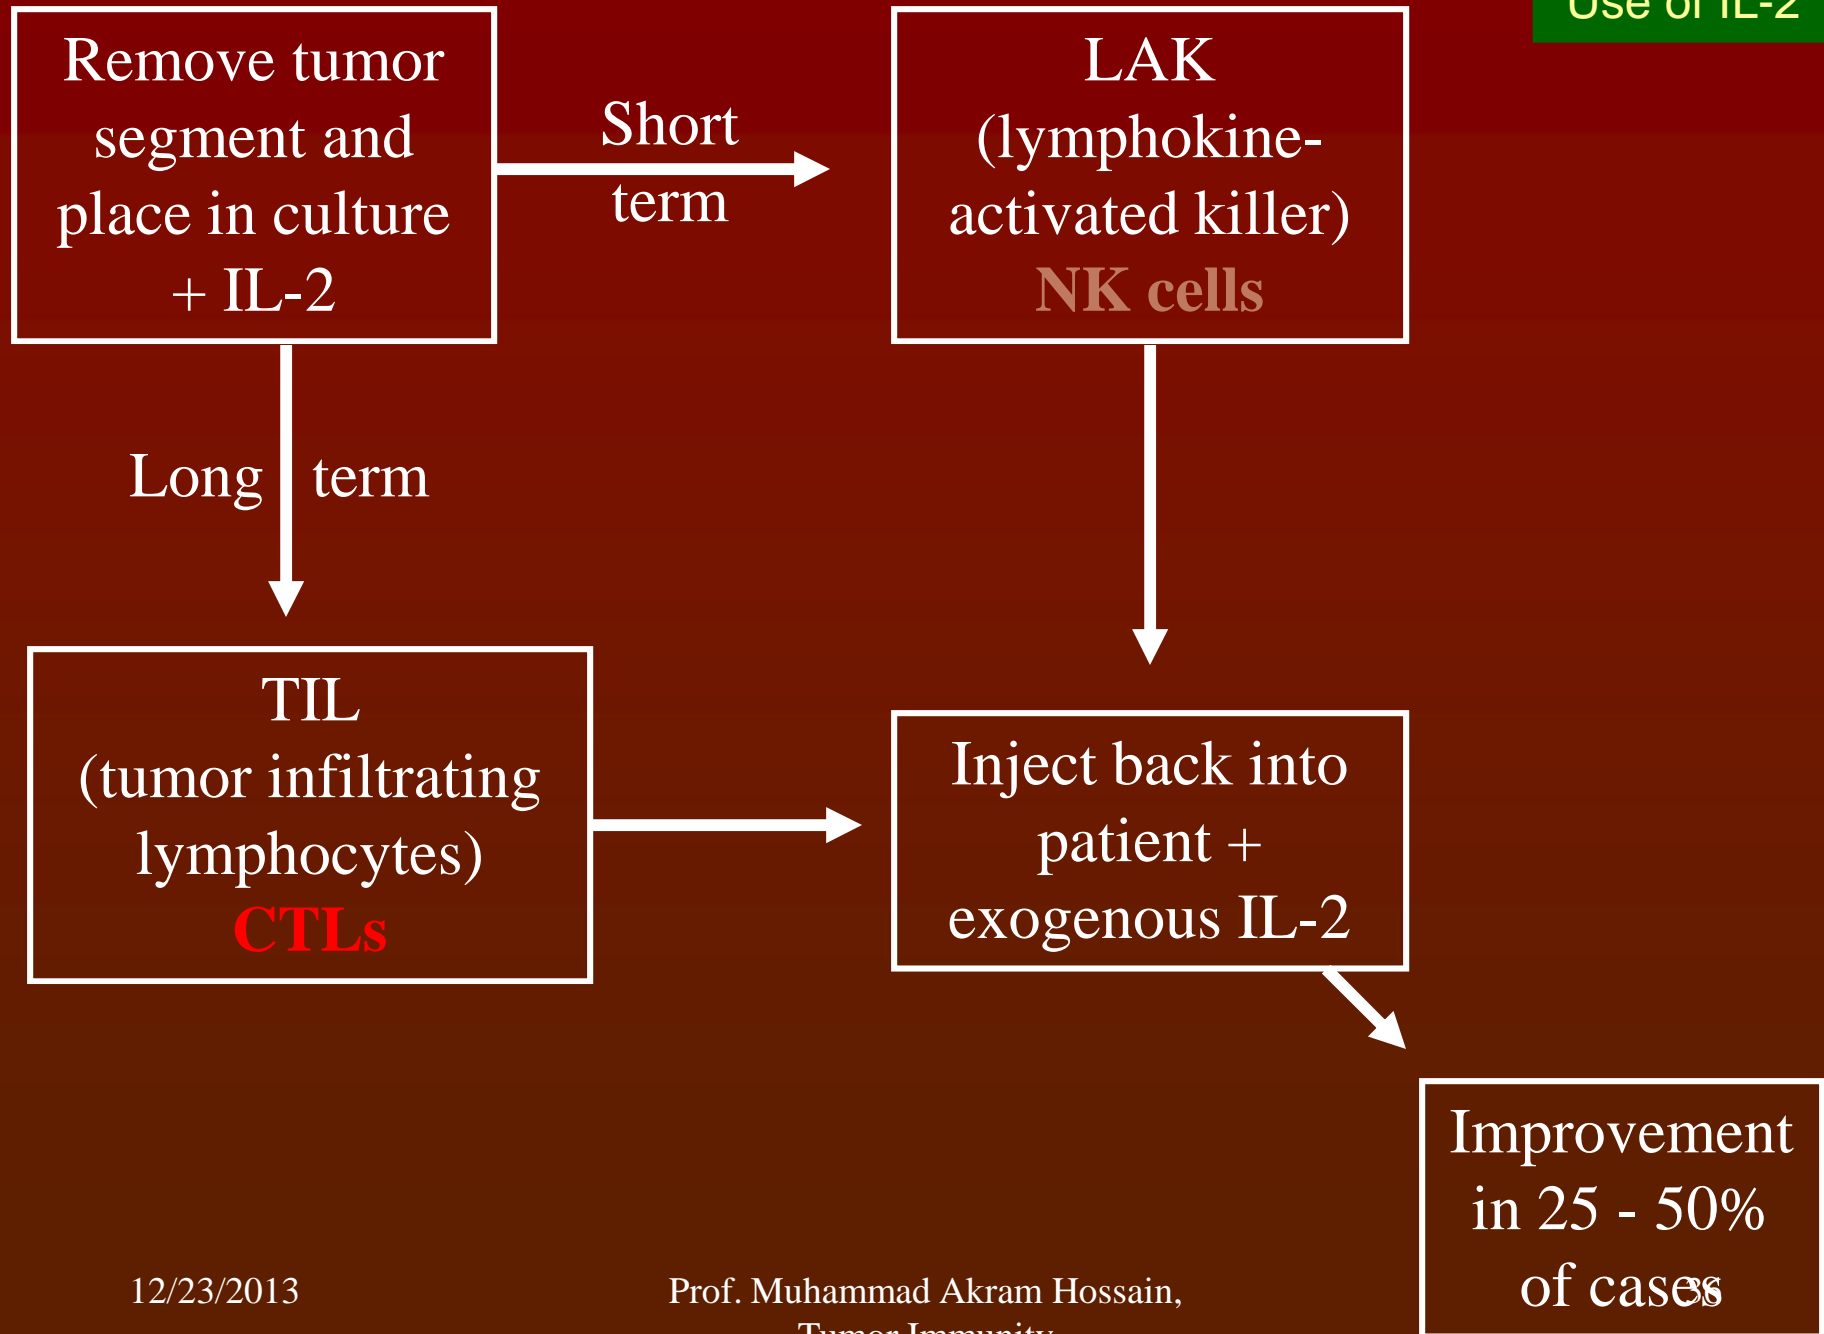 Use of IL-2
Remove tumor
segment and
place in culture
+ IL-2
Short
term
LAK
(lymphokine-
activated killer)
NK cells
Long term
TIL
(tumor infiltrating
lymphocytes)
CTLs
Inject back into
patient +
exogenous IL-2
Improvement
in 25 - 50%
of cases
12/23/2013
Prof. Muhammad Akram Hossain,
Tumor Immunity